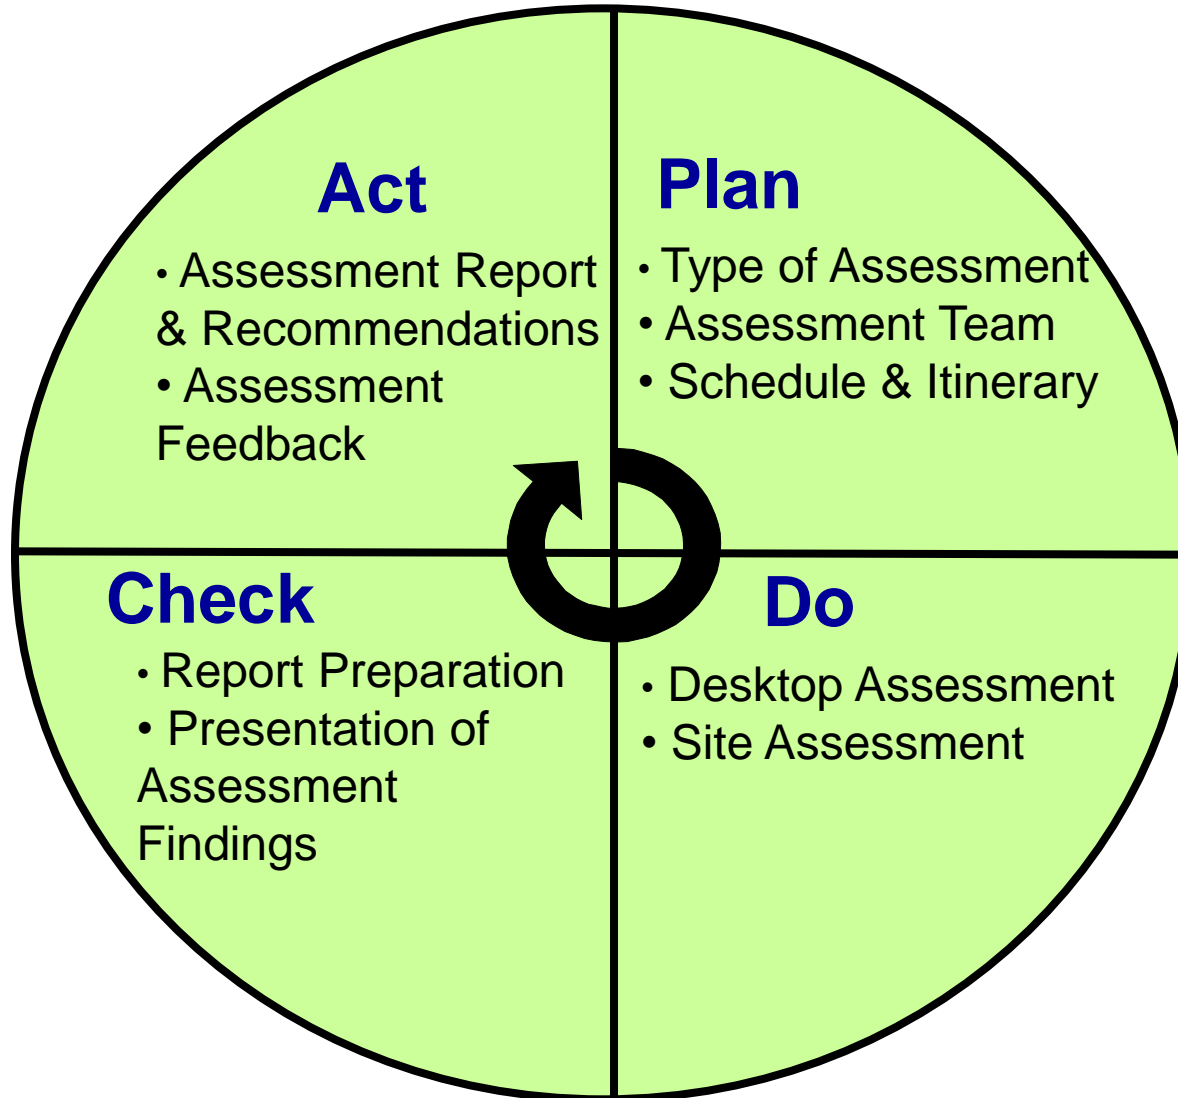 Act
• Assessment Report
& Recommendations
• Assessment
Feedback
Plan
• Type of Assessment
• Assessment Team
• Schedule & Itinerary
Check
• Report Preparation
• Presentation of
Assessment
Findings
Do
• Desktop Assessment
• Site Assessment